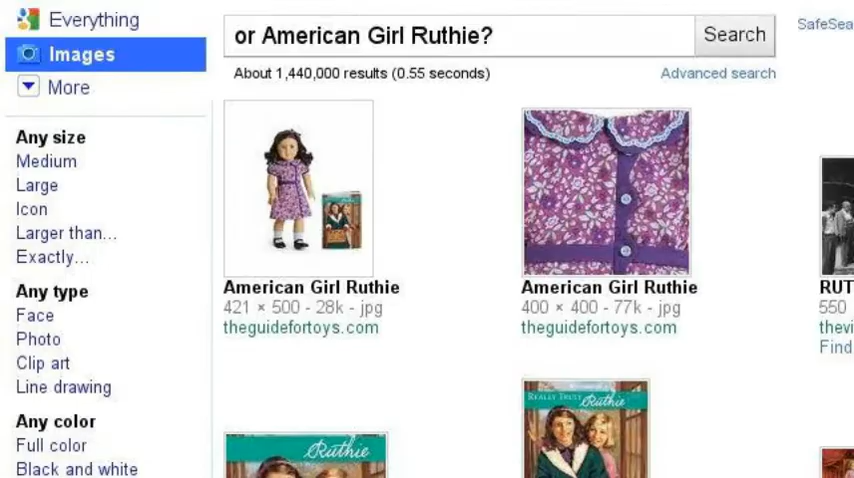 Everything
Images
More
Any size
Medium
Large
Icon
Larger than...
Exactly...
Any type
Face
Photo
Clip art
Line drawing
Any color
Full color
Black and white
or American Girl Ruthie?
Search
SafeSea
About 1,440,000 results (0.55 seconds)
Advanced search
American Girl Ruthie
421 × 500 - 28k - jpg
theguidefortoys.com
American Girl Ruthie
400 × 400 - 77k - jpg
theguidefortoys.com
RUT
550
thevi
Find
Ruthie
REALLY TRULY Ruthie